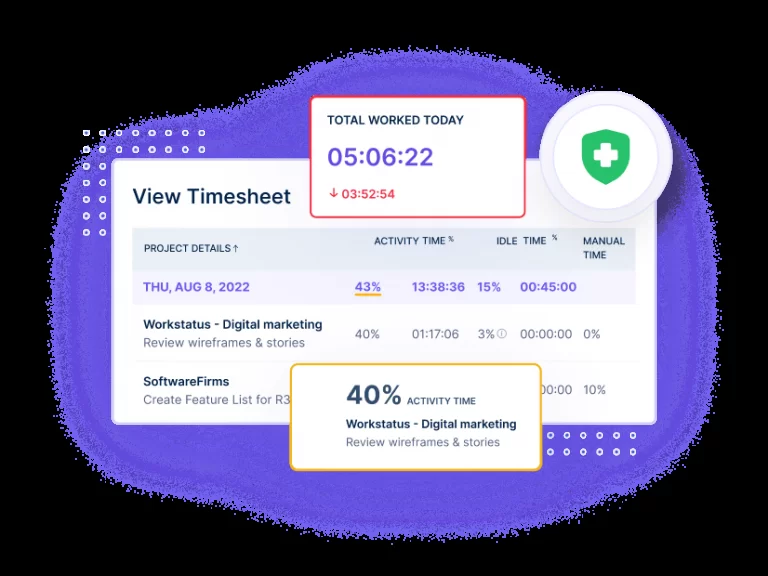 TOTAL WORKED TODAY
05:06:22
↓ 03:52:54
View Timesheet
PROJECT DETAILS↑ ACTIVITY TIME % IDLE TIME % MANUAL TIME
THU, AUG 8, 2022 43% 13:38:36 15% 00:45:00
Workstatus - Digital marketing 40% 01:17:06 3% 00:00:00 0%
Review wireframes & stories
SoftwareFirms 00:00 10%
Create Feature List for R3
40% ACTIVITY TIME
Workstatus - Digital marketing
Review wireframes & stories